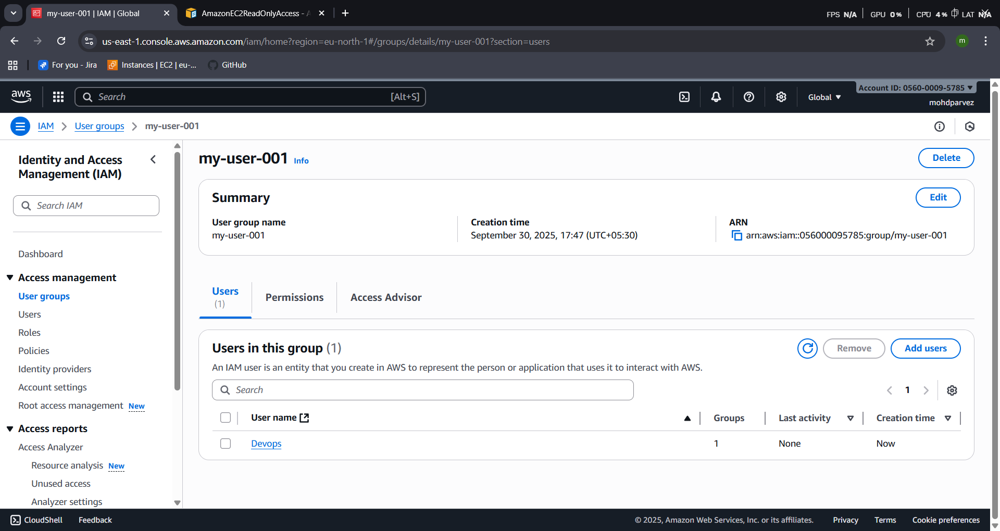 my-user-001 | IAM | Global
AmazonEC2ReadOnlyAccess -
FPS N/A GPU 0% CPU 4% LAT N/A
us-east-1.console.aws.amazon.com/iam/home?region=eu-north-1#/groups/details/my-user-001?section=users
m
For you - Jira
Instances | EC2 | eu-...
GitHub
aws
Search
[Alt+S]
Global
Account ID: 0560-0009-5785
mohdparvez
IAM
User groups
my-user-001
Identity and Access
Management (IAM)
Search IAM
Dashboard
Access management
User groups
Users
Roles
Policies
Identity providers
Account settings
Root access management New
Access reports
Access Analyzer
Resource analysis New
Unused access
Analyzer settings
my-user-001 Info
Delete
Summary
Edit
User group name
my-user-001
Creation time
September 30, 2025, 17:47 (UTC+05:30)
ARN
arn:aws:iam::056000095785:group/my-user-001
Users
(1)
Permissions
Access Advisor
Users in this group (1)
Remove
Add users
An IAM user is an entity that you create in AWS to represent the person or application that uses it to interact with AWS.
Search
1
User name
Groups
Last activity
Creation time
Devops
1
None
Now
CloudShell
Feedback
© 2025, Amazon Web Services, Inc. or its affiliates.
Privacy
Terms
Cookie preferences